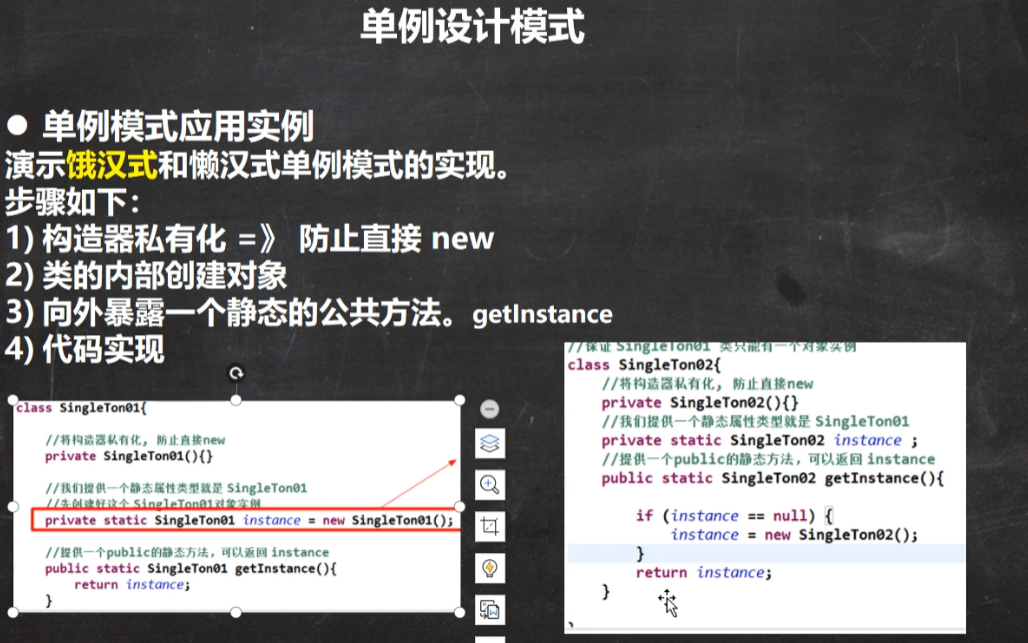 单例设计模式
● 单例模式应用实例
演示饿汉式和懒汉式单例模式的实现。
步骤如下：
1) 构造器私有化 =》 防止直接 new
2) 类的内部创建对象
3) 向外暴露一个静态的公共方法。getInstance
4) 代码实现
class SingleTon01{
//将构造器私有化, 防止直接new
private SingleTon01(){}
//我们提供一个静态属性类型就是 SingleTon01
//先创建好这个 SingleTon01对象实例
private static SingleTon01 instance = new SingleTon01();
//提供一个public的静态方法，可以返回 instance
public static SingleTon01 getInstance(){
return instance;
}
//保证 SingleTon01 类只能有一个对象实例
class SingleTon02{
//将构造器私有化, 防止直接new
private SingleTon02(){}
//我们提供一个静态属性类型就是 SingleTon01
private static SingleTon02 instance ;
//提供一个public的静态方法，可以返回 instance
public static SingleTon02 getInstance(){
if (instance == null) {
instance = new SingleTon02();
}
return instance;
}